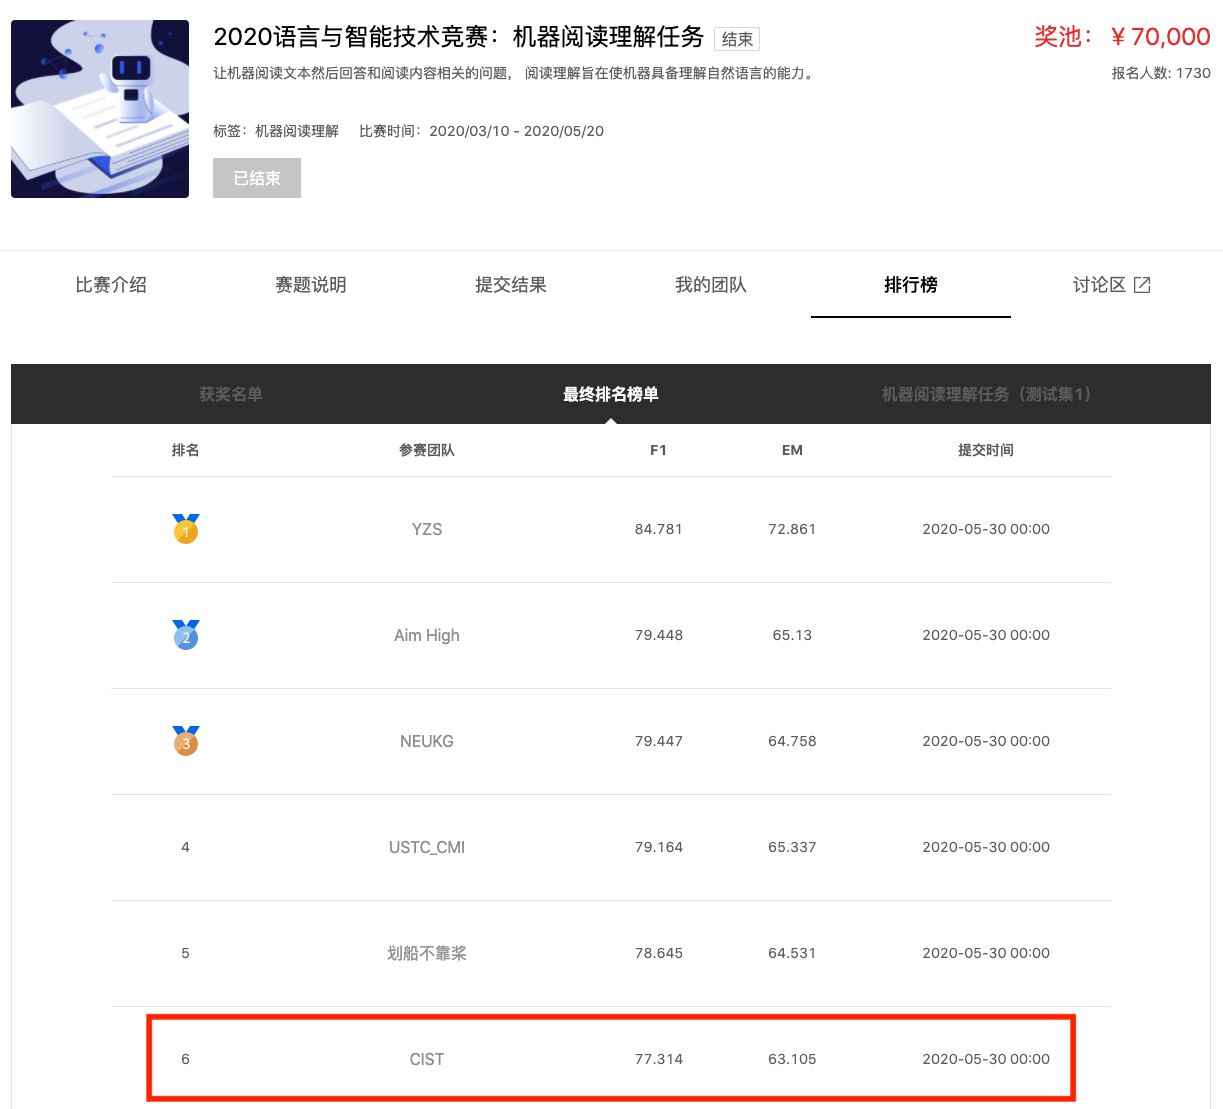 2020语言与智能技术竞赛：机器阅读理解任务 结束 奖池： ￥70,000
让机器阅读文本然后回答和阅读内容相关的问题， 阅读理解旨在使机器具备理解自然语言的能力。 报名人数: 1730
标签：机器阅读理解 比赛时间：2020/03/10 - 2020/05/20
已结束
比赛介绍 赛题说明 提交结果 我的团队 排行榜 讨论区
获奖名单 最终排名榜单 机器阅读理解任务（测试集1）
排名 参赛团队 F1 EM 提交时间
1 YZS 84.781 72.861 2020-05-30 00:00
2 Aim High 79.448 65.13 2020-05-30 00:00
3 NEUKG 79.447 64.758 2020-05-30 00:00
4 USTC_CMI 79.164 65.337 2020-05-30 00:00
5 划船不靠桨 78.645 64.531 2020-05-30 00:00
6 CIST 77.314 63.105 2020-05-30 00:00